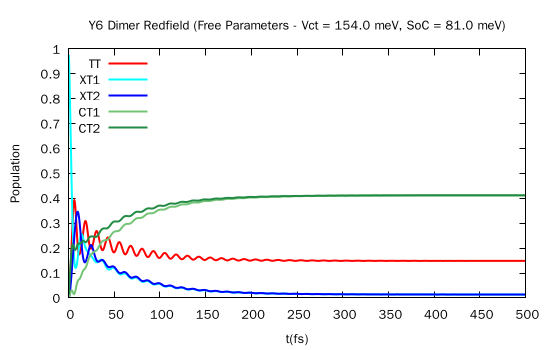 Y6 Dimer Redfield (Free Parameters - Vct = 154.0 meV, SoC = 81.0 meV)
1
0.9
0.8
0.7
0.6
0.5
0.4
0.3
0.2
0.1
0
Population
TT
XT1
XT2
CT1
CT2
0 50 100 150 200 250 300 350 400 450 500
t(fs)